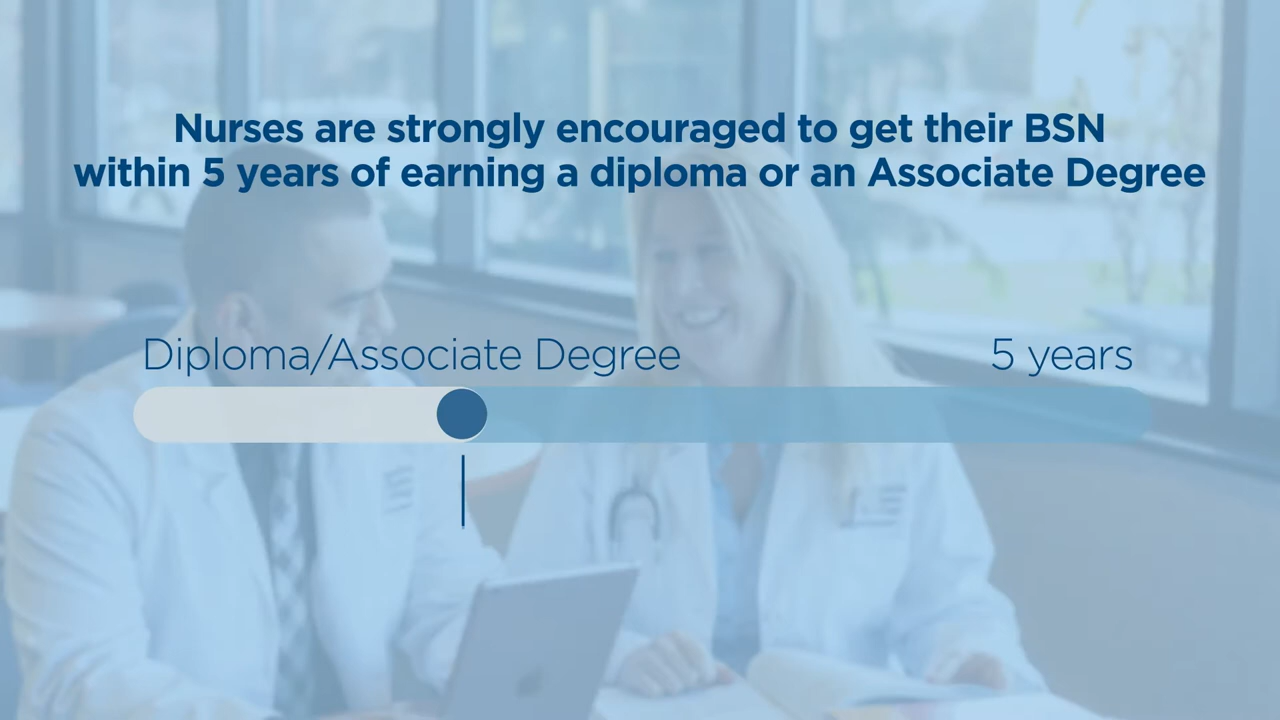 Nurses are strongly encouraged to get their BSN
within 5 years of earning a diploma or an Associate Degree
Diploma/Associate Degree
5 years